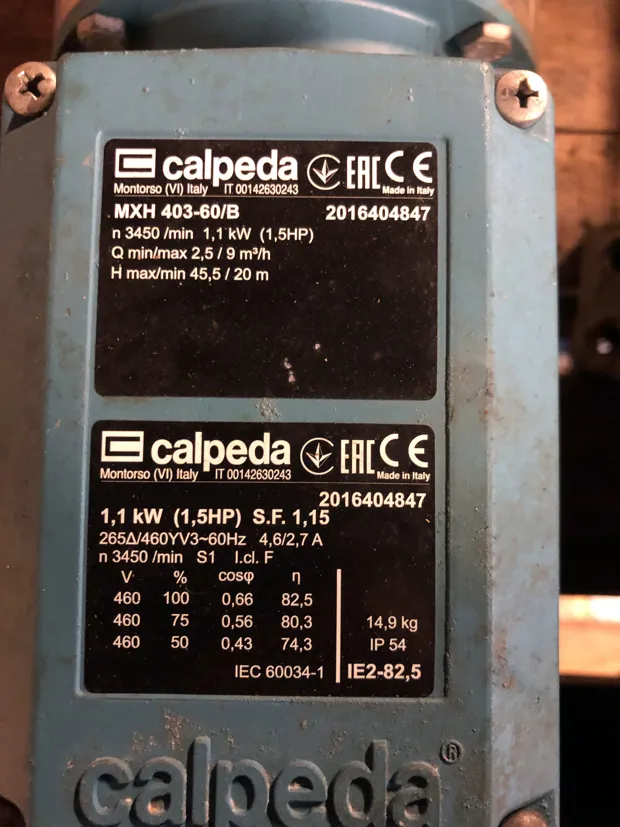 calpeda EAC CE
Montorso (VI) Italy IT 00142630243 Made in Italy
MXH 403-60/B 2016404847
n 3450 /min 1,1 kW (1,5HP)
Q min/max 2,5 / 9 m³/h
H max/min 45,5 / 20 m
calpeda EAC CE
Montorso (VI) Italy IT 00142630243 Made in Italy
2016404847
1,1 kW (1,5HP) S.F. 1,15
265Δ/460YV3~60Hz 4,6/2,7 A
n 3450 /min S1 I.cl. F
V % cosφ η
460 100 0,66 82,5
460 75 0,56 80,3 14,9 kg
460 50 0,43 74,3 IP 54
IEC 60034-1 IE2-82,5
calpeda®